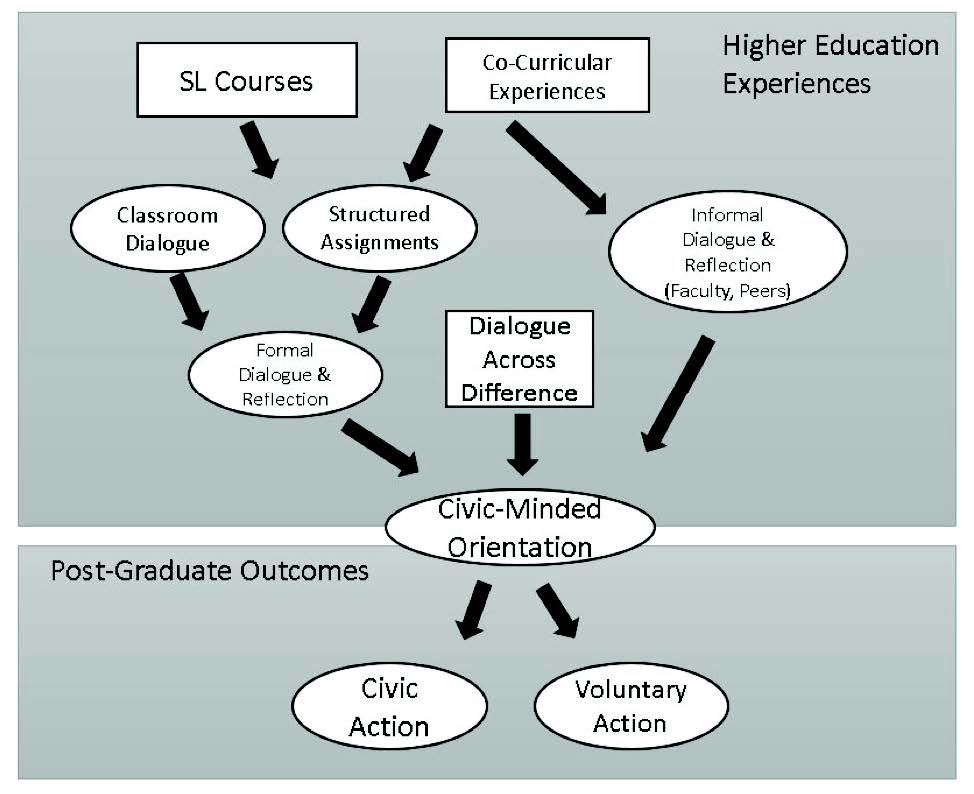 Higher Education
Experiences
SL Courses
Co-Curricular
Experiences
Classroom
Dialogue
Structured
Assignments
Informal
Dialogue &
Reflection
(Faculty, Peers)
Formal
Dialogue &
Reflection
Dialogue
Across
Difference
Civic-Minded
Orientation
Post-Graduate Outcomes
Civic
Action
Voluntary
Action